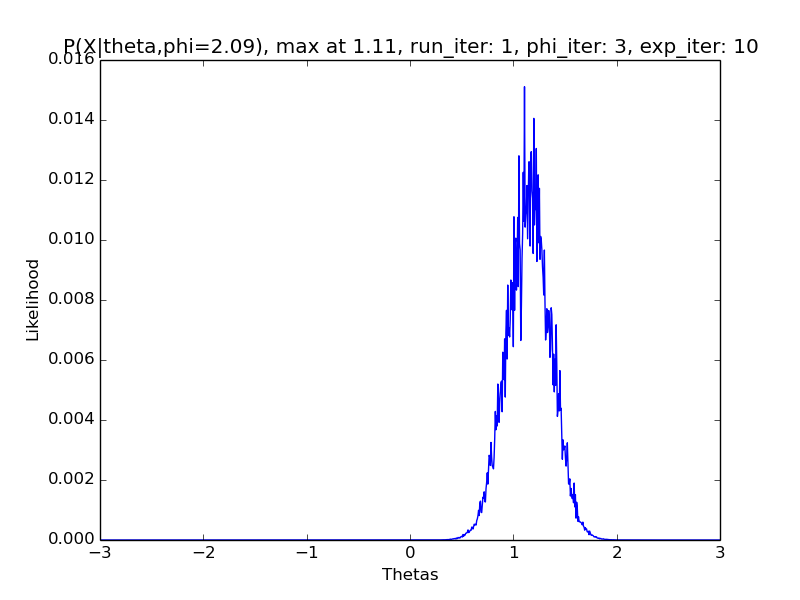 P(X|theta,phi=2.09), max at 1.11, run_iter: 1, phi_iter: 3, exp_iter: 10
0.016
0.014
0.012
0.010
0.008
0.006
0.004
0.002
0.000
Likelihood
−3 −2 −1 0 1 2 3
Thetas